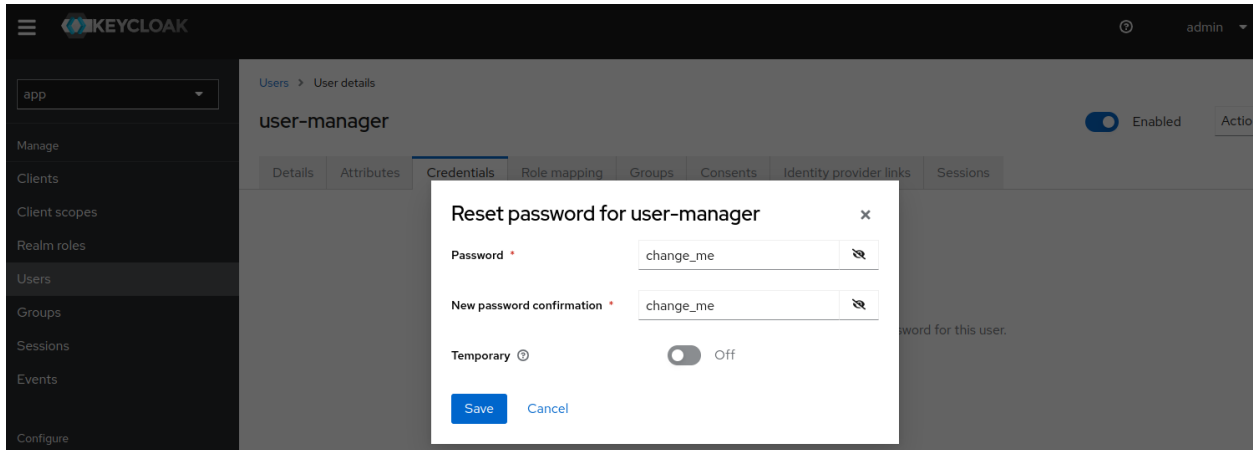 KEYCLOAK
admin
app
Users > User details
user-manager
Enabled
Actio
Manage
Clients
Client scopes
Realm roles
Users
Groups
Sessions
Events
Configure
Details Attributes Credentials Role mapping Groups Consents Identity provider links Sessions
Reset password for user-manager
Password *
change_me
New password confirmation *
change_me
sword for this user.
Temporary
Off
Save Cancel